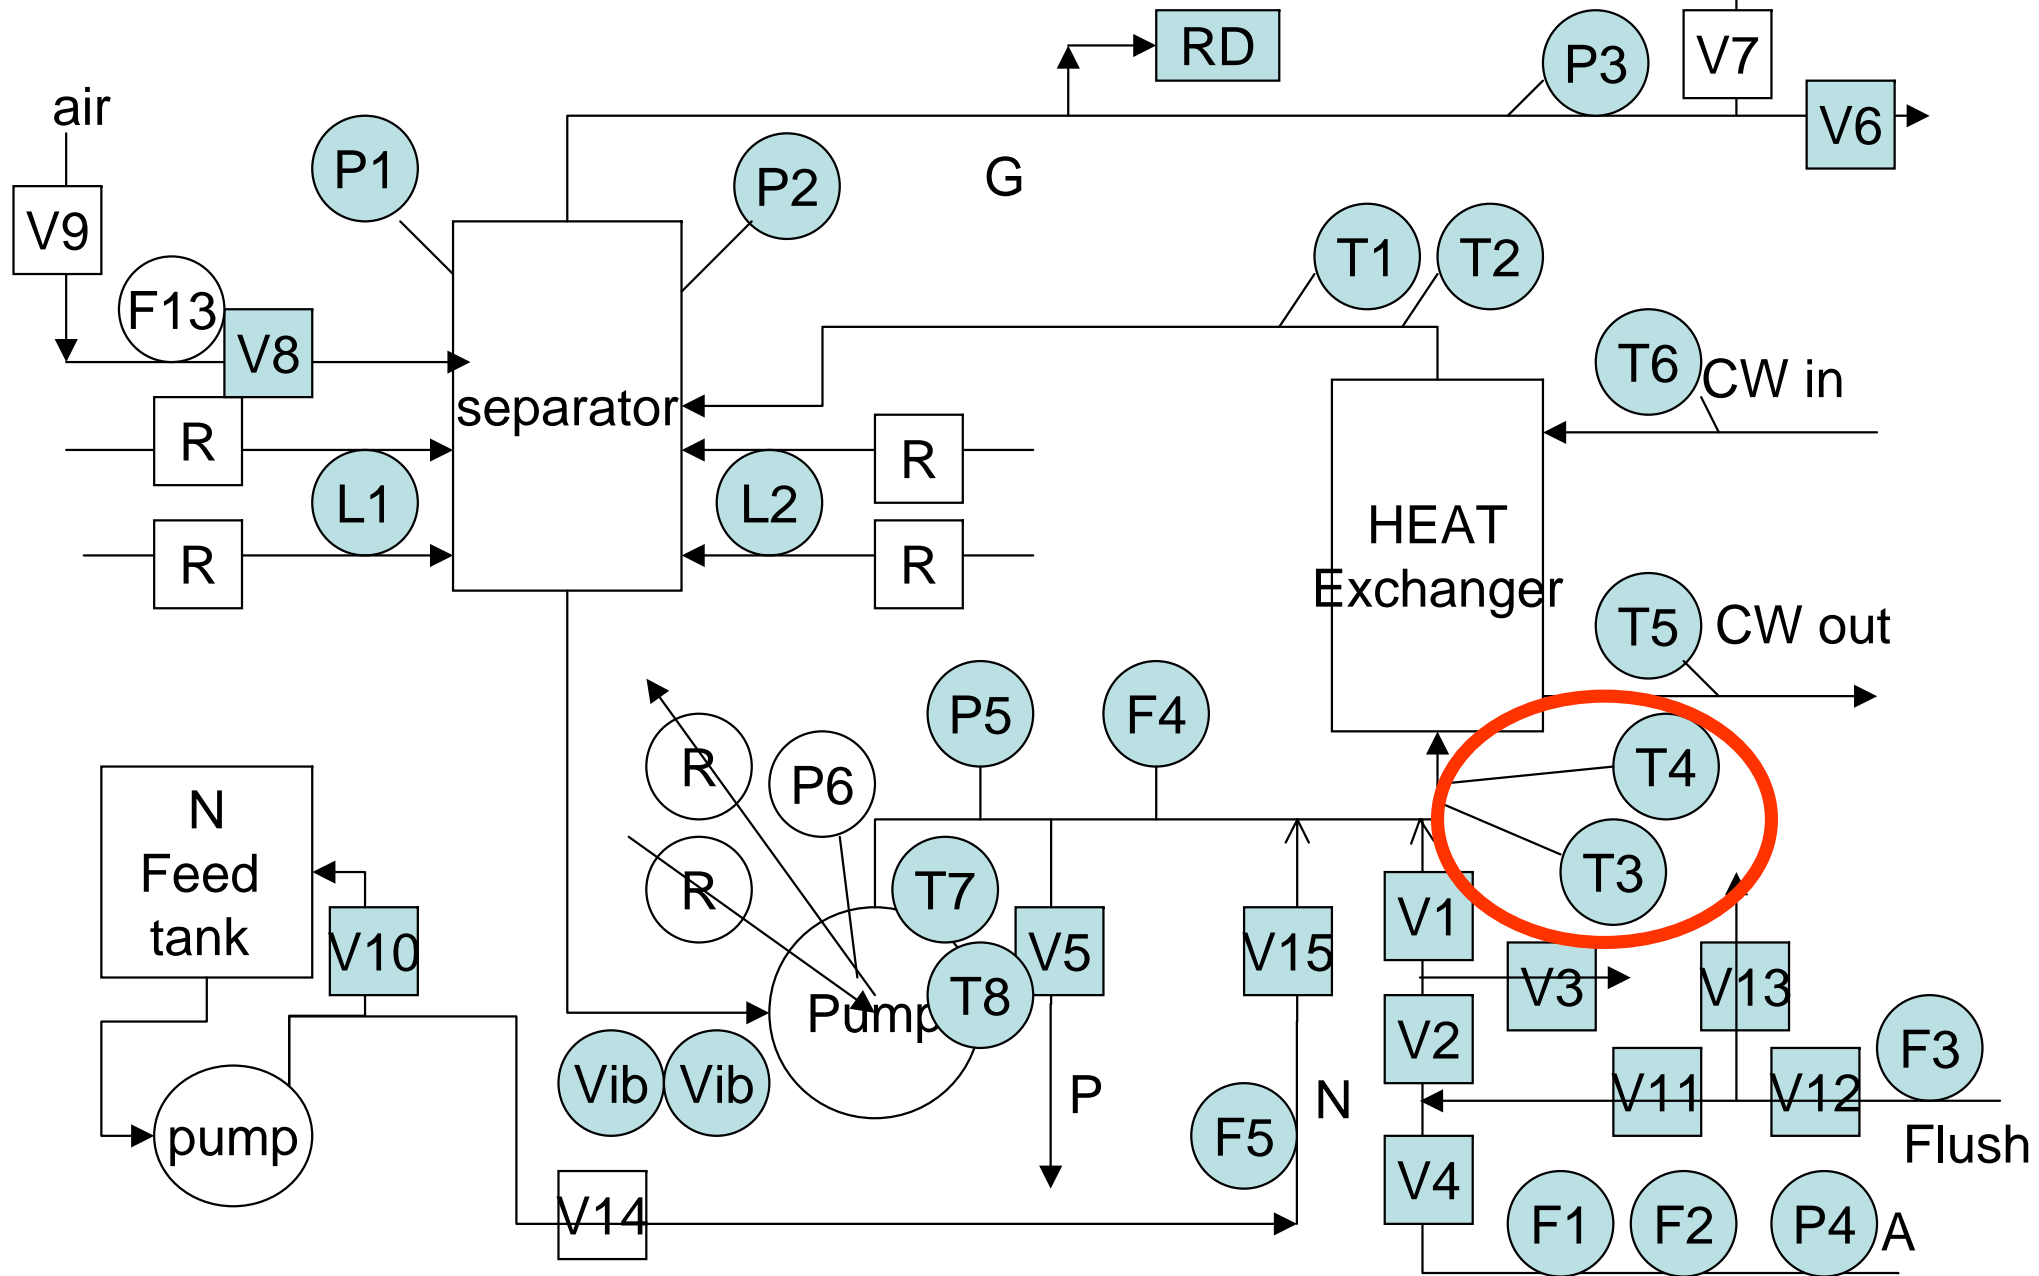 RD
P3
V7
V6
air
P1
P2
G
V9
T1
T2
F13
V8
T6
CW in
separator
R
R
L1
L2
HEAT
Exchanger
R
R
T5
CW out
P5
F4
R
P6
T4
N
Feed
tank
R
T7
T3
V1
V10
V5
V15
V3
V13
Pump
T8
V2
F3
Vib
Vib
P
N
V11
V12
pump
F5
Flush
V4
V14
F1
F2
P4
A